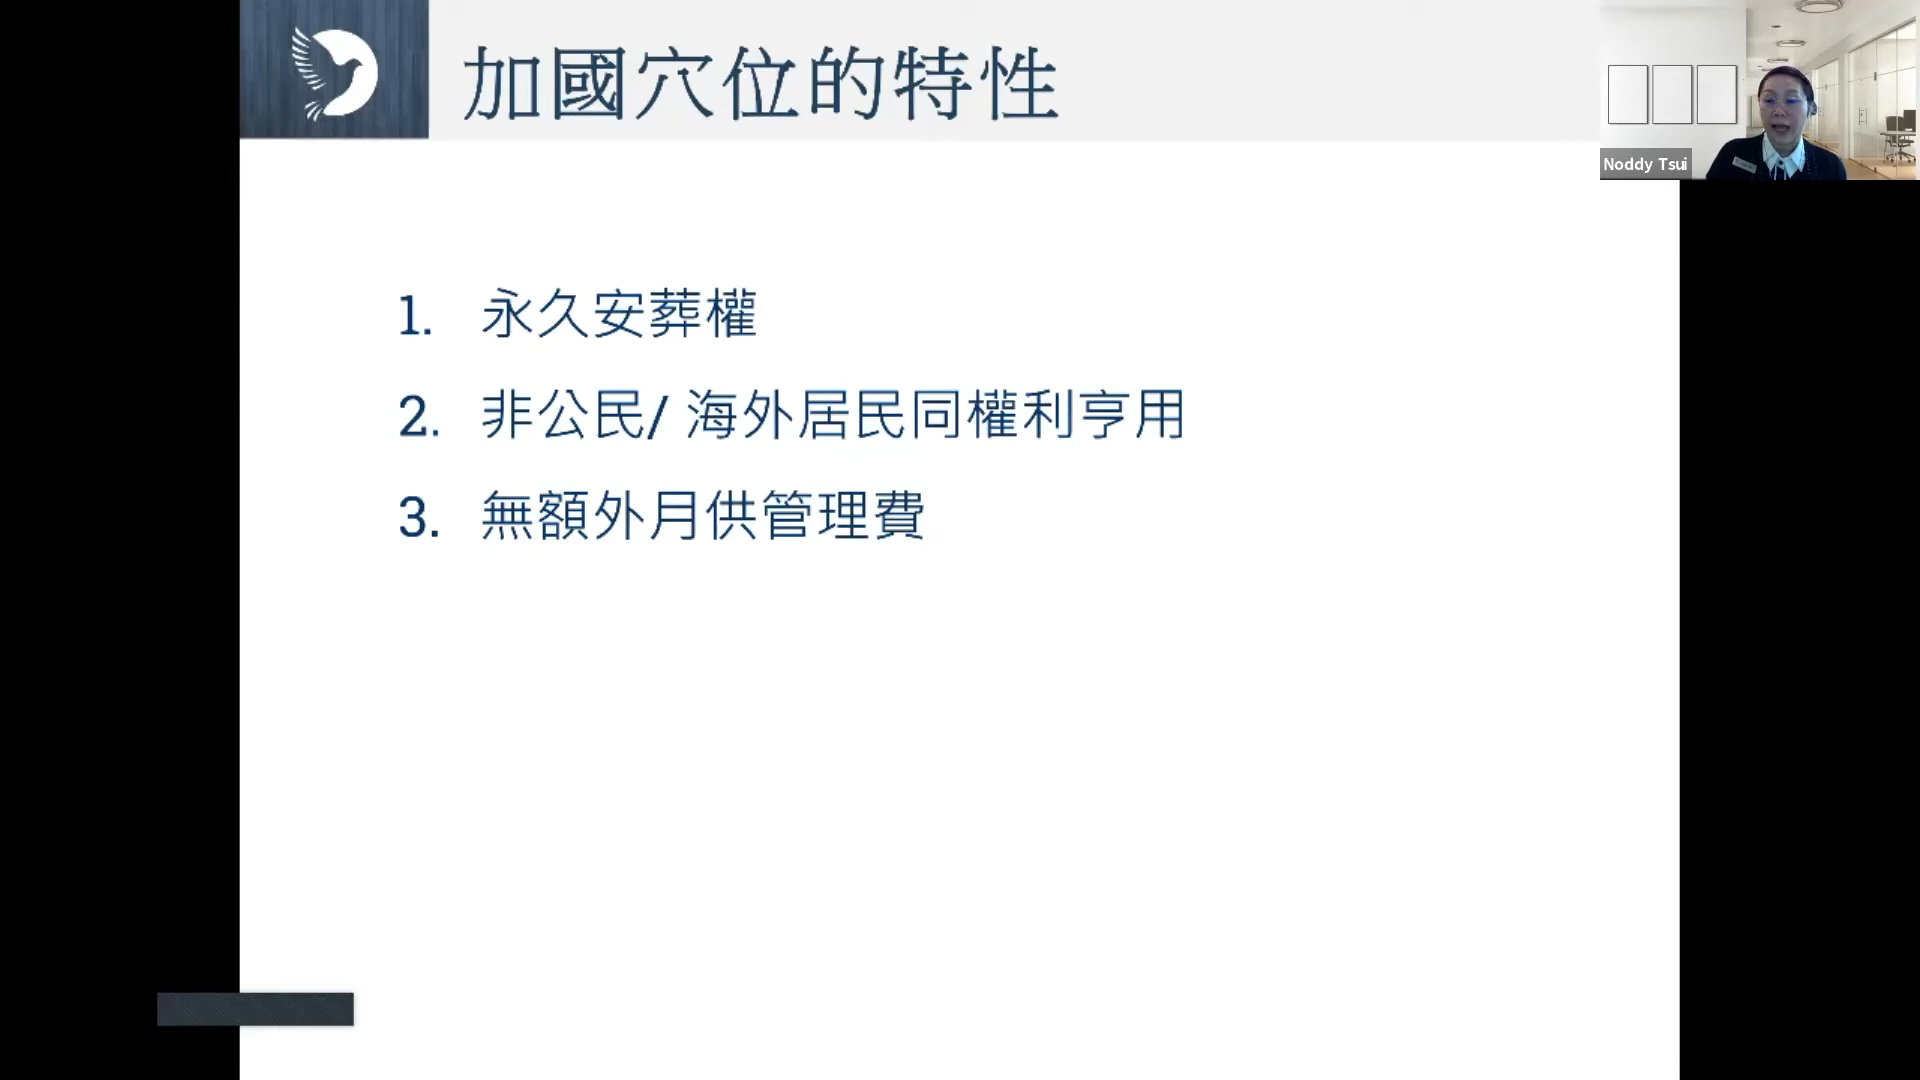 加國穴位的特性
Noddy Tsui
1. 永久安葬權
2. 非公民/ 海外居民同權利亨用
3. 無額外月供管理費